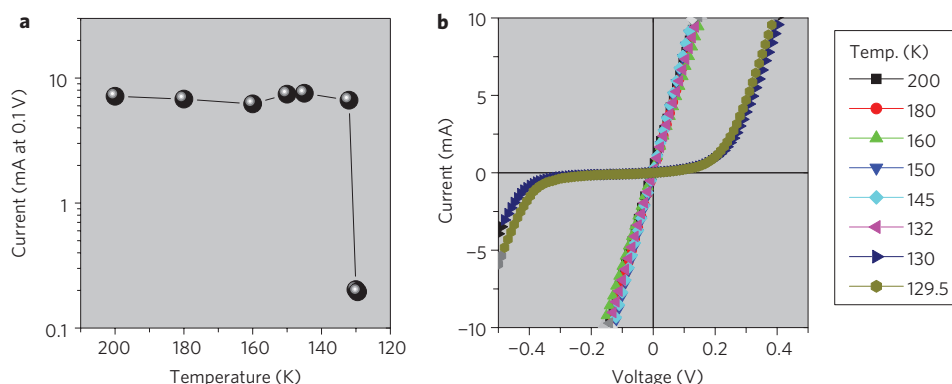 a
10
1
0.1
Current (mA at 0.1 V)
200 180 160 140 120
Temperature (K)
b
10
5
0
−5
−10
Current (mA)
−0.4 −0.2 0 0.2 0.4
Voltage (V)
Temp. (K)
200
180
160
150
145
132
130
129.5